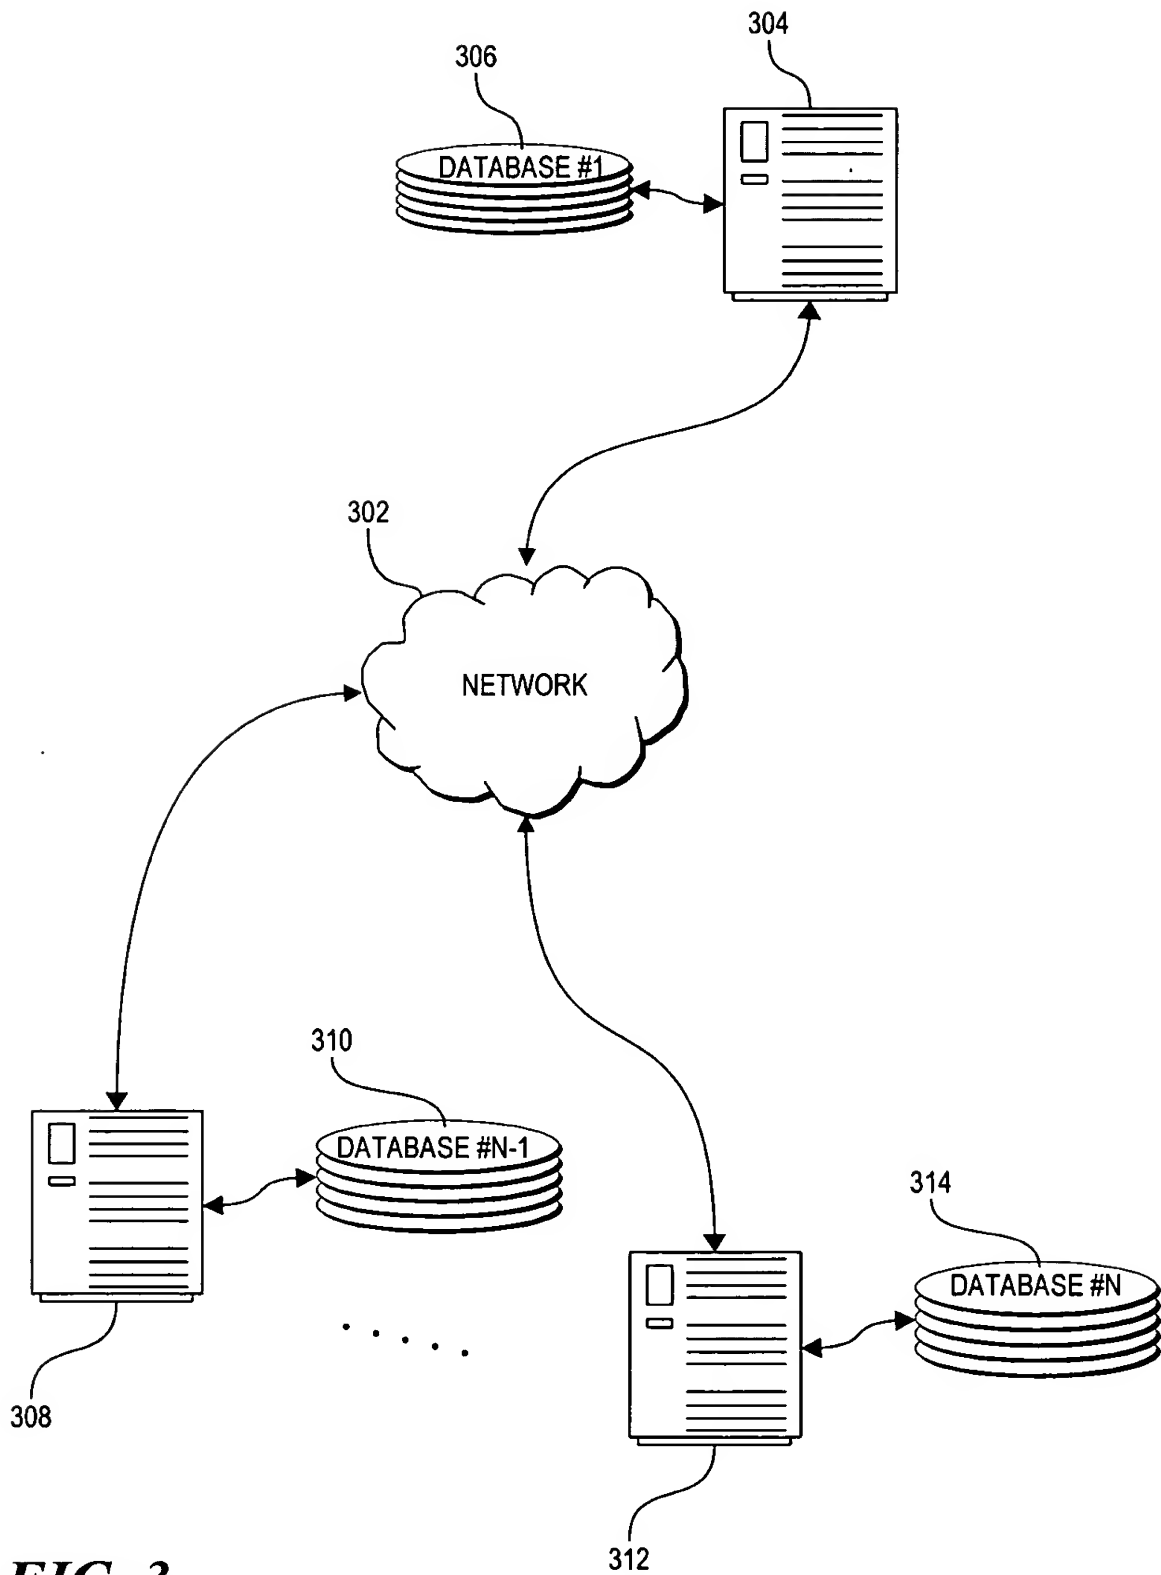 304
306
DATABASE #1
302
NETWORK
310
DATABASE #N-1
314
DATABASE #N
308
312
FIG. 3